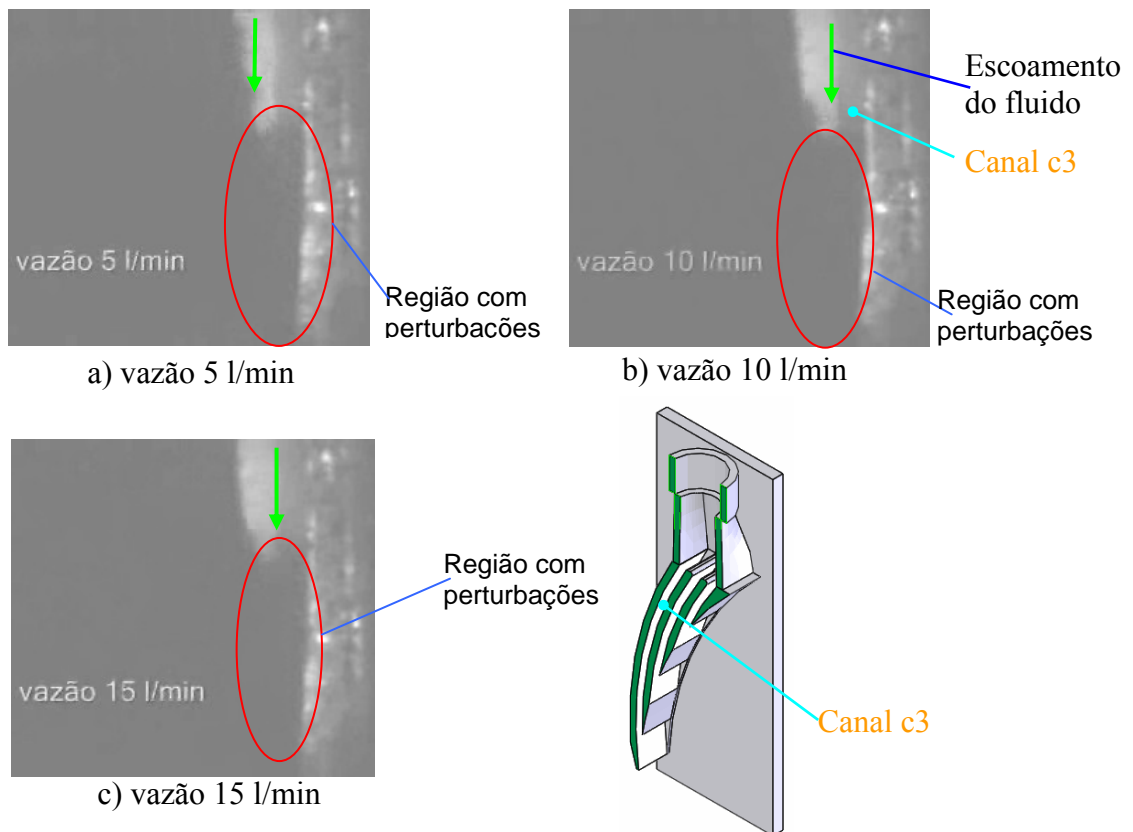 vazão 5 l/min
Região com
perturbações
a) vazão 5 l/min
Escoamento
do fluido
Canal c3
vazão 10 l/min
Região com
perturbações
b) vazão 10 l/min
vazão 15 l/min
Região com
perturbações
c) vazão 15 l/min
Canal c3